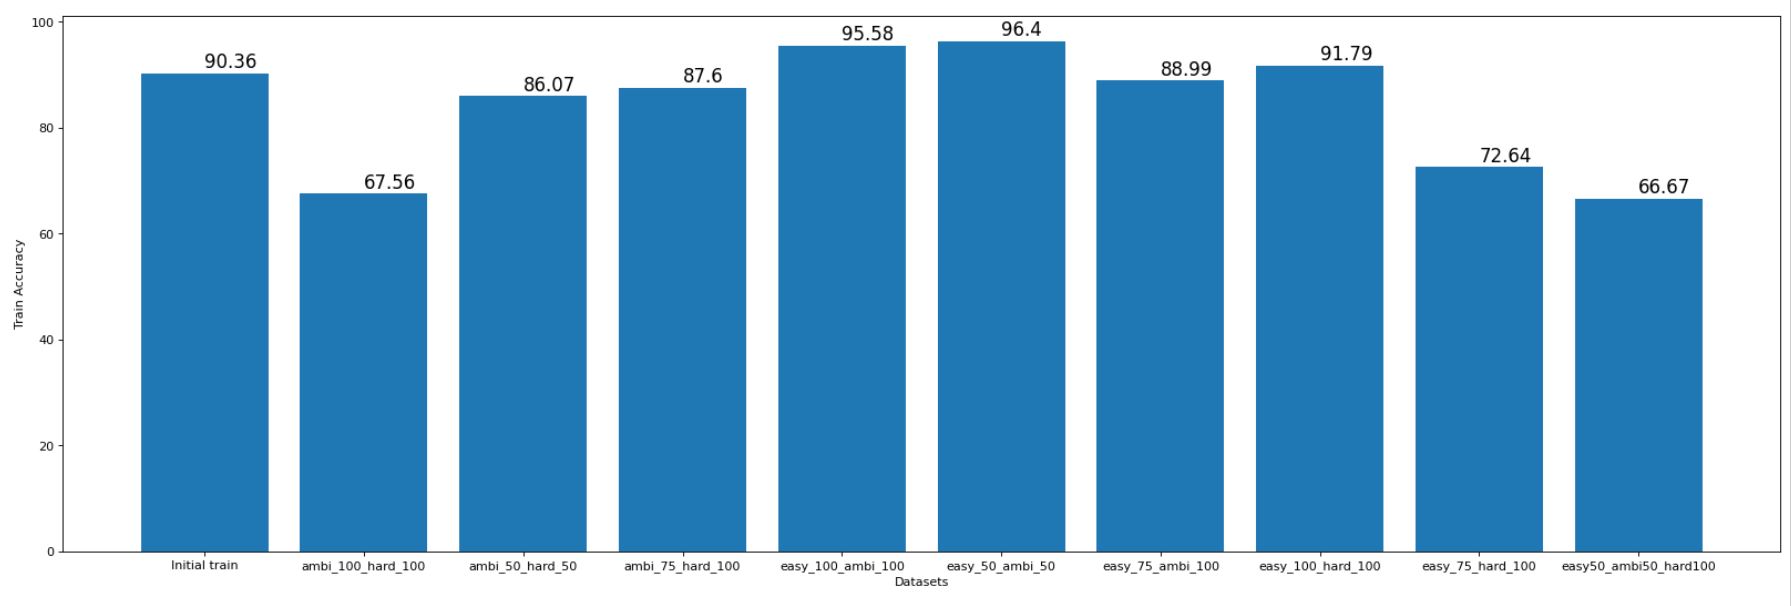 100
80
60
40
20
0
Train Accuracy
90.36
67.56
86.07
87.6
95.58
96.4
88.99
91.79
72.64
66.67
Initial train
ambi_100_hard_100
ambi_50_hard_50
ambi_75_hard_100
easy_100_ambi_100
easy_50_ambi_50
easy_75_ambi_100
easy_100_hard_100
easy_75_hard_100
easy50_ambi50_hard100
Datasets